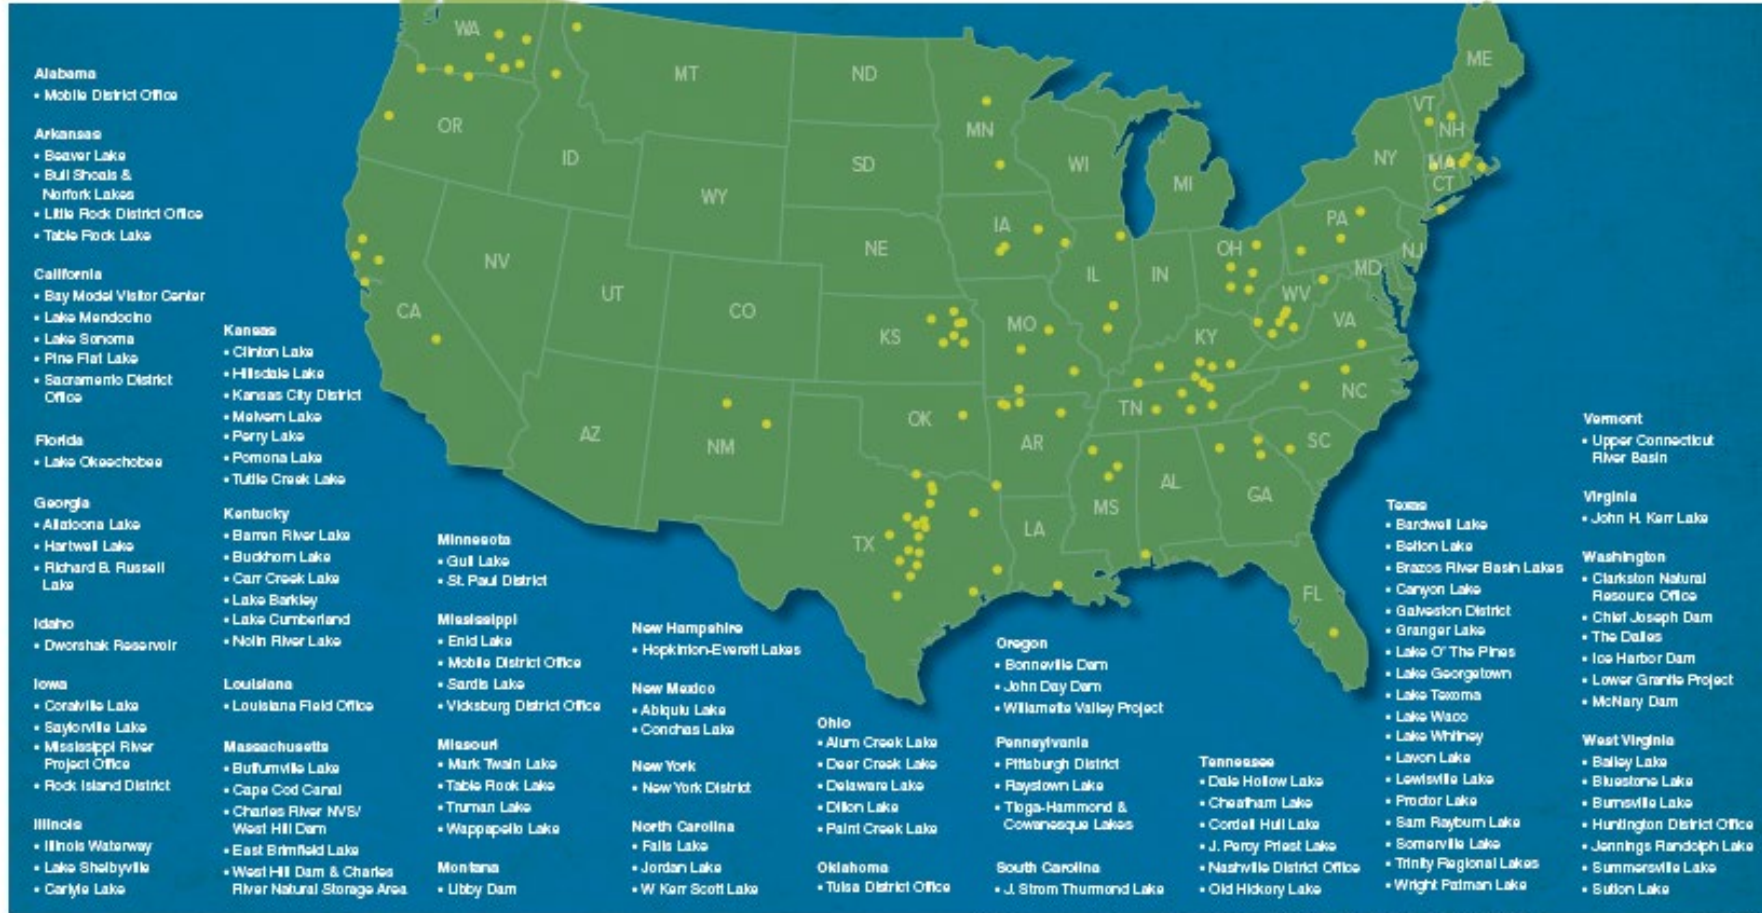 WA
MT
ND
MN
ME
VT
NH
OR
ID
SD
WI
MI
NY
MA
CT
WY
IA
PA
NJ
NE
OH
MD
NV
UT
CO
IL
IN
WV
VA
CA
KS
MO
KY
AZ
NM
OK
AR
TN
NC
SC
TX
LA
MS
AL
GA
FL
Alabama
• Mobile District Office
Arkansas
• Beaver Lake
• Bull Shoals &
Norfork Lakes
• Little Rock District Office
• Table Rock Lake
California
• Bay Model Visitor Center
• Lake Mendocino
• Lake Sonoma
• Pine Flat Lake
• Sacramento District
Office
Florida
• Lake Okeechobee
Georgia
• Allatoona Lake
• Hartwell Lake
• Richard B. Russell
Lake
Idaho
• Dworshak Reservoir
Iowa
• Coralville Lake
• Saylorville Lake
• Mississippi River
Project Office
• Rock Island District
Illinois
• Illinois Waterway
• Lake Shelbyville
• Carlyle Lake
Kansas
• Clinton Lake
• Hillsdale Lake
• Kansas City District
• Melvern Lake
• Perry Lake
• Pomona Lake
• Tuttle Creek Lake
Kentucky
• Barren River Lake
• Buckhorn Lake
• Carr Creek Lake
• Lake Barkley
• Lake Cumberland
• Nolin River Lake
Louisiana
• Louisiana Field Office
Massachusetts
• Buffumville Lake
• Cape Cod Canal
• Charles River NVS/
West Hill Dam
• East Brimfield Lake
• West Hill Dam & Charles
River Natural Storage Area
Minnesota
• Gull Lake
• St. Paul District
Mississippi
• Enid Lake
• Mobile District Office
• Sardis Lake
• Vicksburg District Office
Missouri
• Mark Twain Lake
• Table Rook Lake
• Truman Lake
• Wappapello Lake
Montana
• Libby Dam
New Hampshire
• Hopkinton-Everett Lakes
New Mexico
• Abiquiu Lake
• Conchas Lake
New York
• New York District
North Carolina
• Falls Lake
• Jordan Lake
• W Kerr Scott Lake
Ohio
• Alum Creek Lake
• Deer Creek Lake
• Delaware Lake
• Dillon Lake
• Paint Creek Lake
Oklahoma
• Tulsa District Office
Oregon
• Bonneville Dam
• John Day Dam
• Willamette Valley Project
Pennsylvania
• Pittsburgh District
• Raystown Lake
• Tioga-Hammond &
Cowanesque Lakes
South Carolina
• J. Strom Thurmond Lake
Tennessee
• Dale Hollow Lake
• Cheatham Lake
• Cordell Hull Lake
• J. Percy Priest Lake
• Nashville District Office
• Old Hickory Lake
Texas
• Bardwell Lake
• Belton Lake
• Brazos River Basin Lakes
• Canyon Lake
• Galveston District
• Granger Lake
• Lake O' The Pines
• Lake Georgetown
• Lake Texoma
• Lake Waco
• Lake Whitney
• Lavon Lake
• Lewisville Lake
• Proctor Lake
• Sam Rayburn Lake
• Somerville Lake
• Trinity Regional Lakes
• Wright Patman Lake
Vermont
• Upper Connecticut
River Basin
Virginia
• John H. Kerr Lake
Washington
• Clarkston Natural
Resource Office
• Chief Joseph Dam
• The Dalles
• Ice Harbor Dam
• Lower Granite Project
• McNary Dam
West Virginia
• Bailey Lake
• Bluestone Lake
• Burnsville Lake
• Huntington District Office
• Jennings Randolph Lake
• Summersville Lake
• Sutton Lake